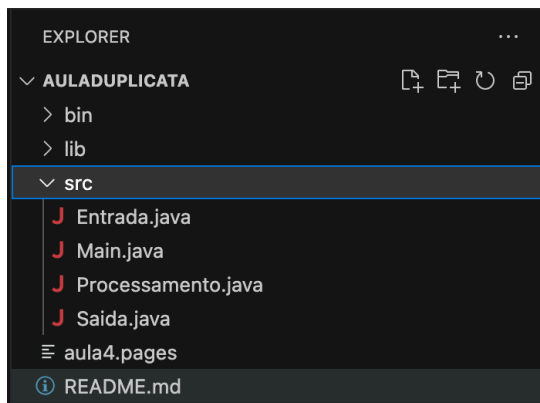 EXPLORER
AULADUPLICATA
bin
lib
src
J Entrada.java
J Main.java
J Processamento.java
J Saida.java
aula4.pages
README.md